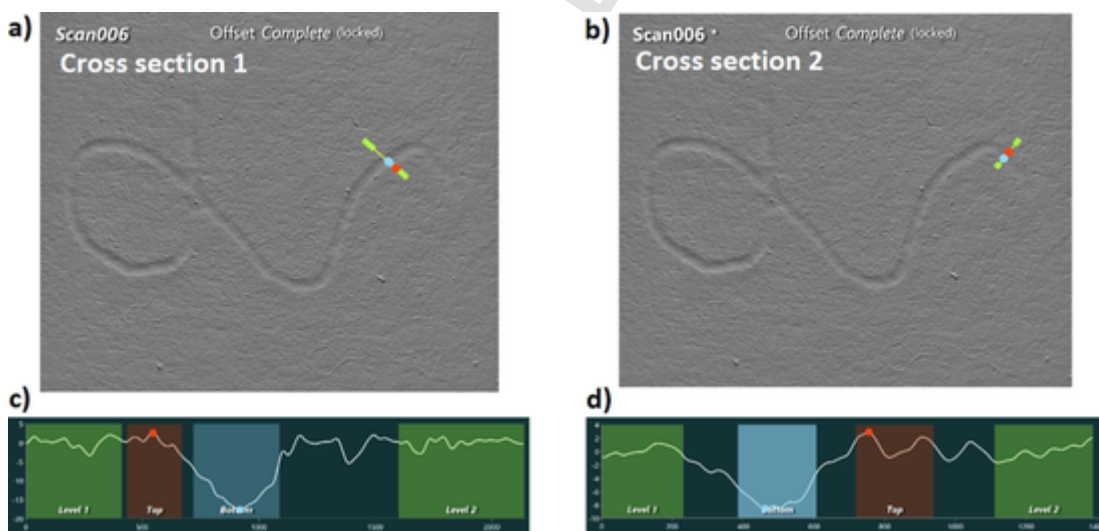 a)
Scan006 Offset Complete (locked)
Cross section 1
b)
Scan006 * Offset Complete (locked)
Cross section 2
c)
5
0
-5
-10
-15
-20
Level 1 Top Bottom Level 2
0 500 1000 1500 2000
d)
4
2
0
-2
-4
-6
-8
-10
Level 1 Bottom Top Level 2
0 200 400 600 800 1000 1200 140